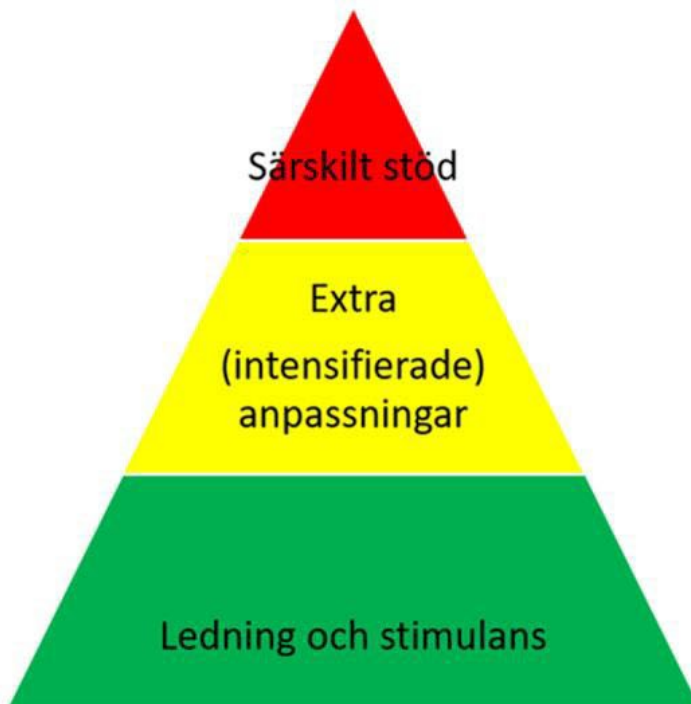 Särskilt stöd
Extra
(intensifierade)
anpassningar
Ledning och stimulans